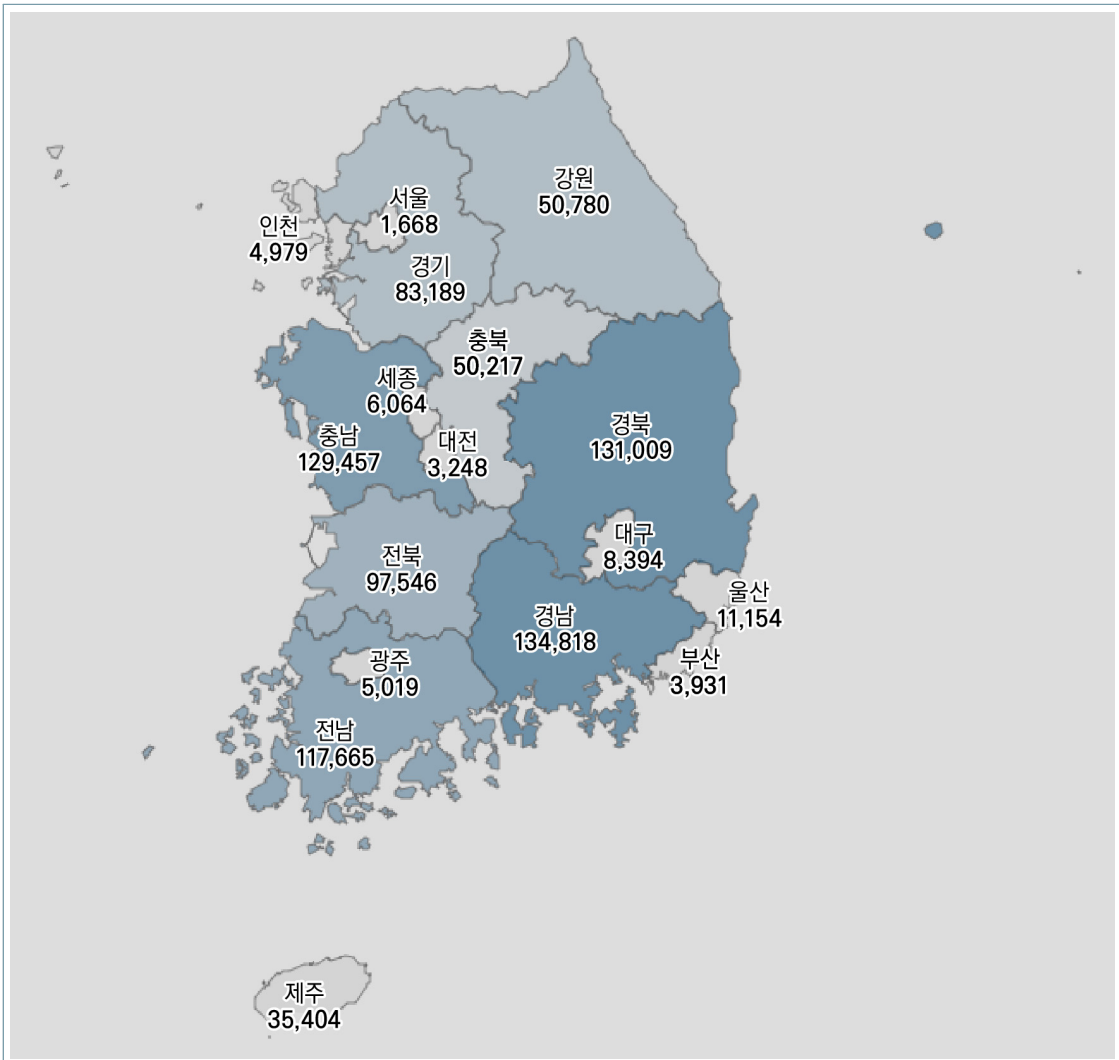 강원
50,780
서울
1,668
인천
4,979
경기
83,189
충북
50,217
세종
6,064
충남
129,457
대전
3,248
경북
131,009
대구
8,394
전북
97,546
울산
11,154
경남
134,818
부산
3,931
광주
5,019
전남
117,665
제주
35,404